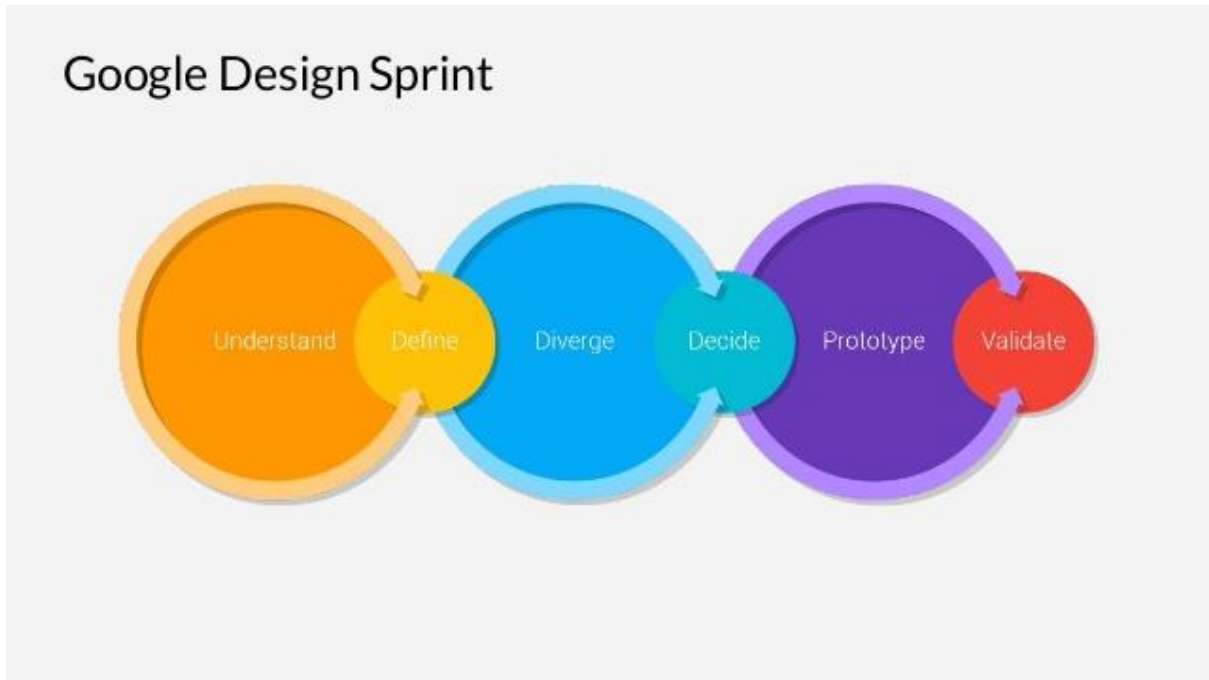 Google Design Sprint
Understand
Define
Diverge
Decide
Prototype
Validate